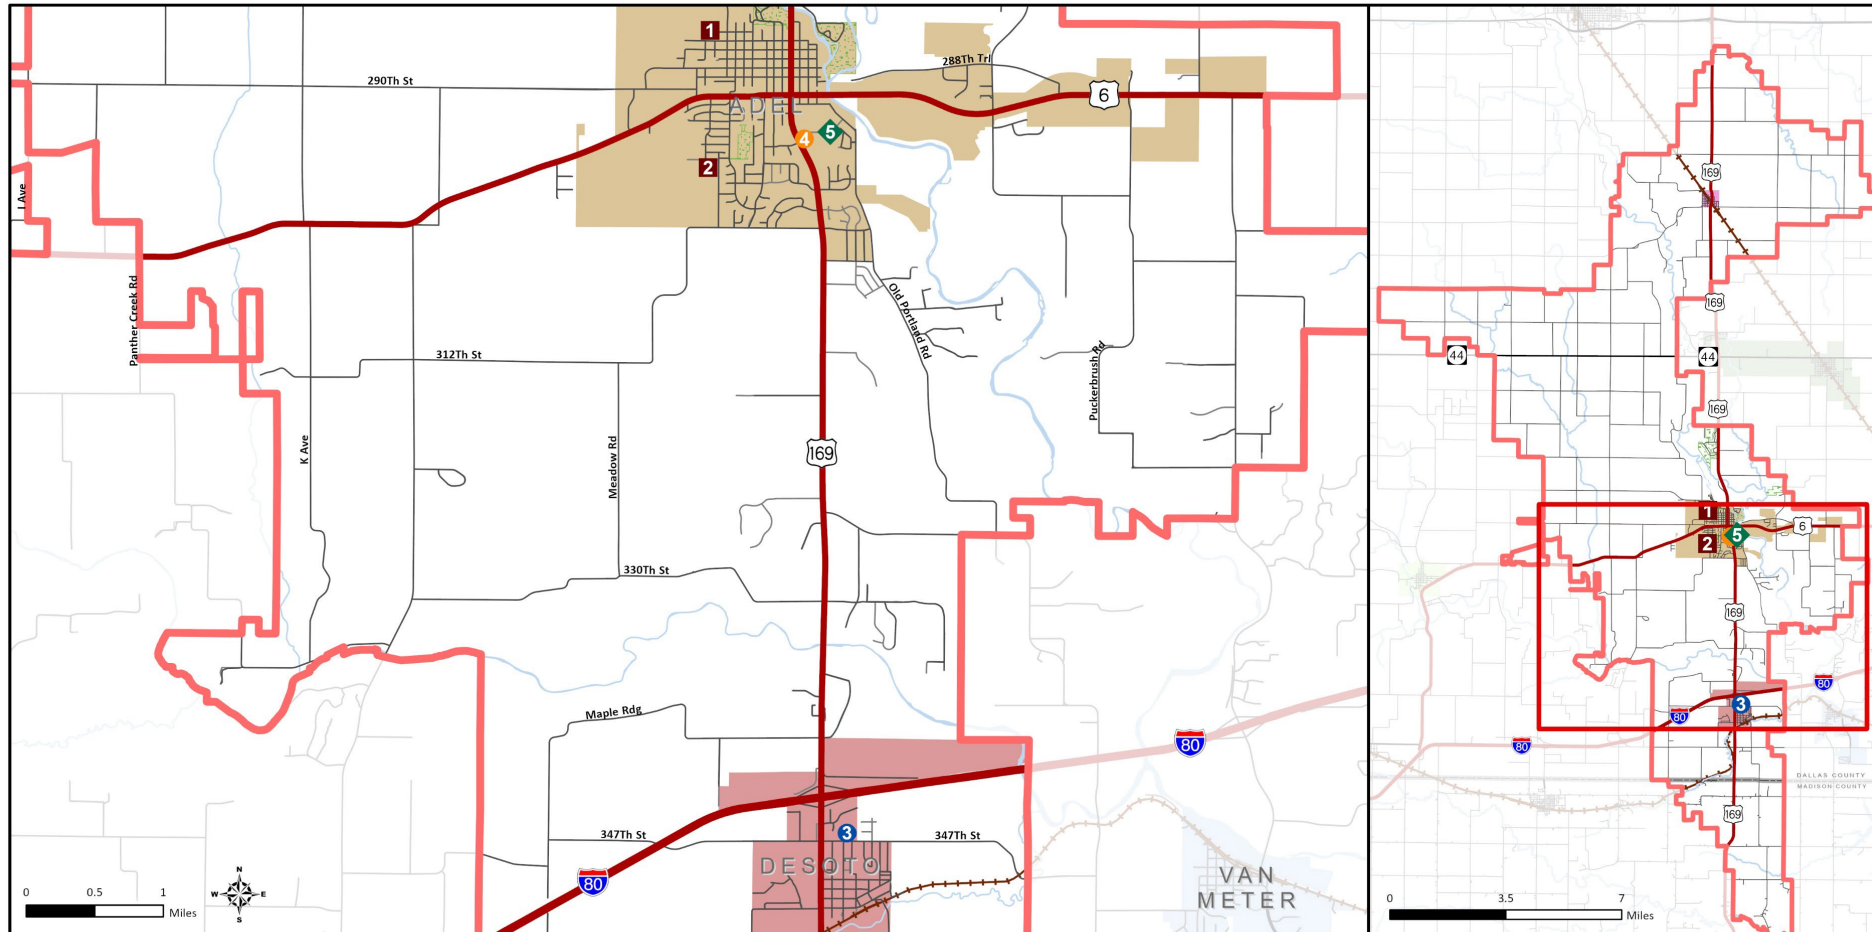 1
290Th St
288Th Trl
6
ADEL
4
5
2
I Ave
Panther Creek Rd
Old Portland Rd
312Th St
Puckerbrush Rd
K Ave
Meadow Rd
169
330Th St
Maple Rdg
80
347Th St
3
347Th St
DESOTO
80
VAN
METER
N
W
E
S
0
0.5
1
Miles
169
169
44
44
169
1
5
6
2
169
80
3
80
80
DALLAS COUNTY
MADISON COUNTY
169
0
3.5
7
Miles